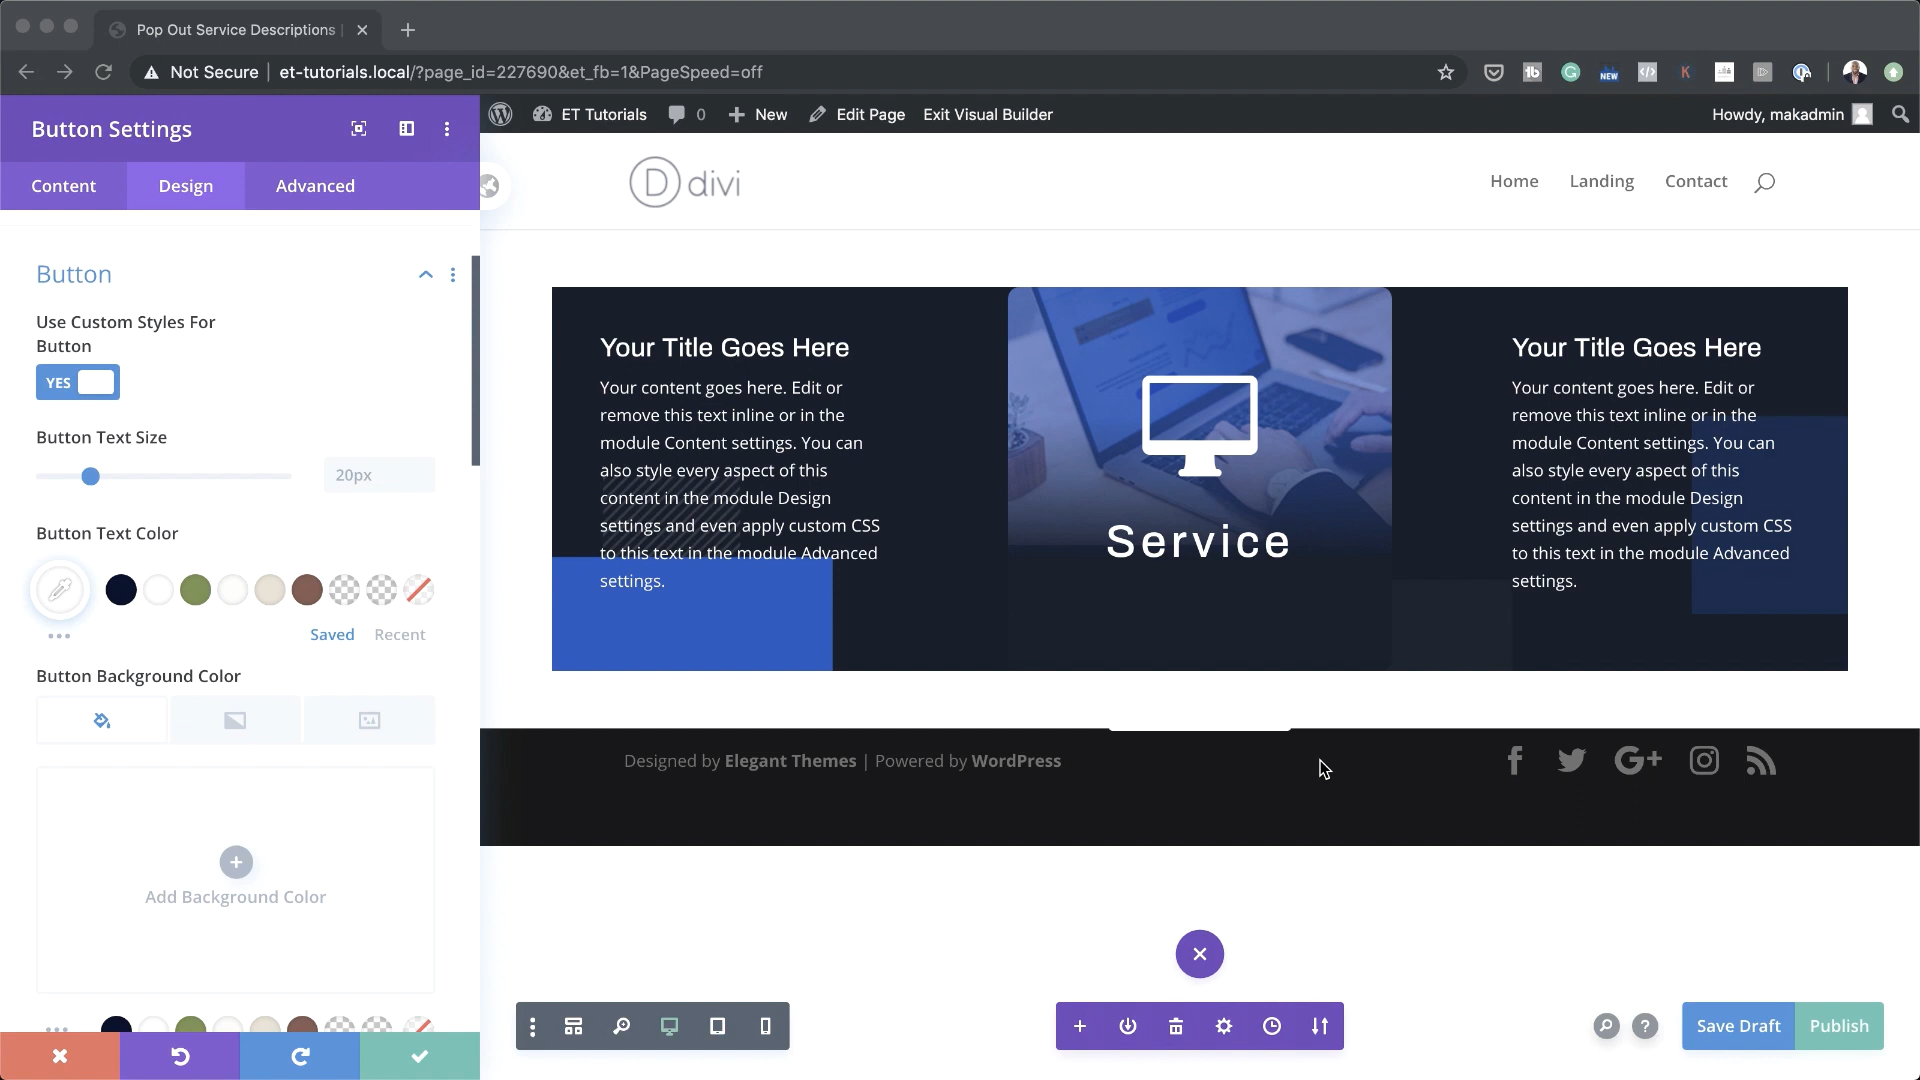 Pop Out Service Descriptions |
Not Secure | et-tutorials.local/?page_id=227690&et_fb=1&PageSpeed=off
tb
G
NEW
K
Button Settings
ET Tutorials
0
New
Edit Page
Exit Visual Builder
Howdy, makadmin
Content
Design
Advanced
D divi
Home
Landing
Contact
Button
Use Custom Styles For
Button
YES
Button Text Size
20px
Button Text Color
Saved
Recent
Button Background Color
Add Background Color
Your Title Goes Here
Your content goes here. Edit or
remove this text inline or in the
module Content settings. You can
also style every aspect of this
content in the module Design
settings and even apply custom CSS
to this text in the module Advanced
settings.
Service
Your Title Goes Here
Your content goes here. Edit or
remove this text inline or in the
module Content settings. You can
also style every aspect of this
content in the module Design
settings and even apply custom CSS
to this text in the module Advanced
settings.
Designed by Elegant Themes | Powered by WordPress
G+
?
Save Draft
Publish